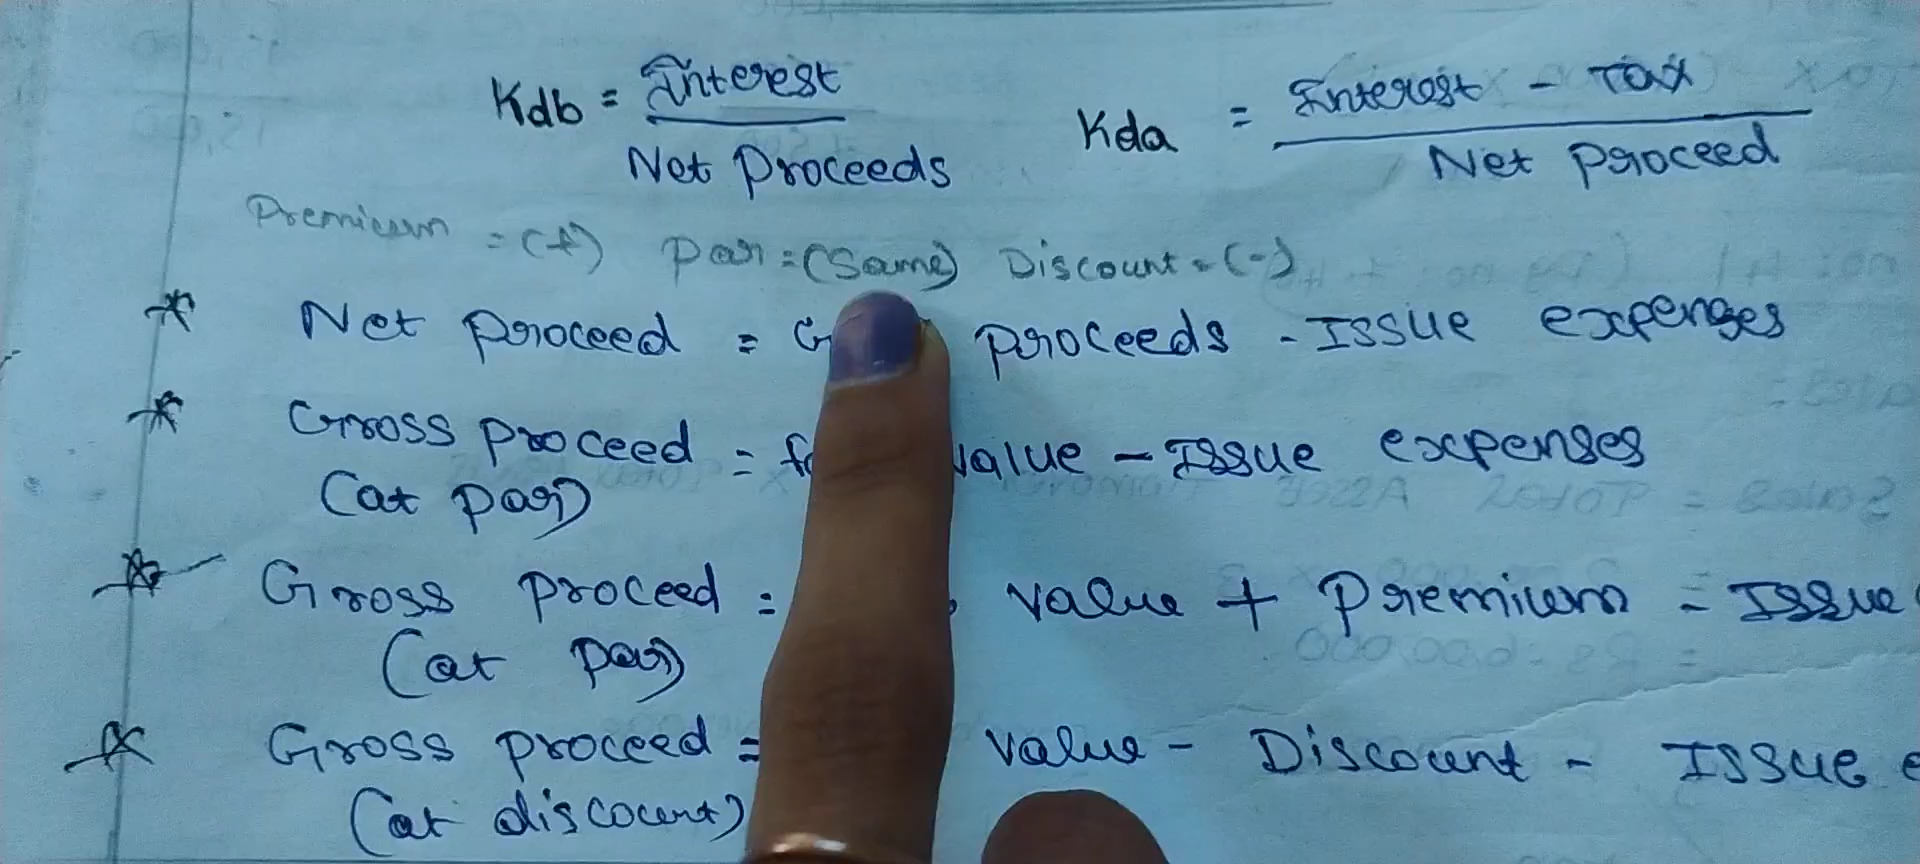 Kdb = Interest / Net Proceeds
Kda = Interest - Tax / Net proceed
Premium = (+) Par = (Same) Discount = (-)
* Net proceed = proceeds - Issue expenses
* Gross proceed = value - Issue expenses
(at par)
* Gross proceed = value + Premium - Issue
(at par)
* Gross proceed = value - Discount - Issue
(at discount)